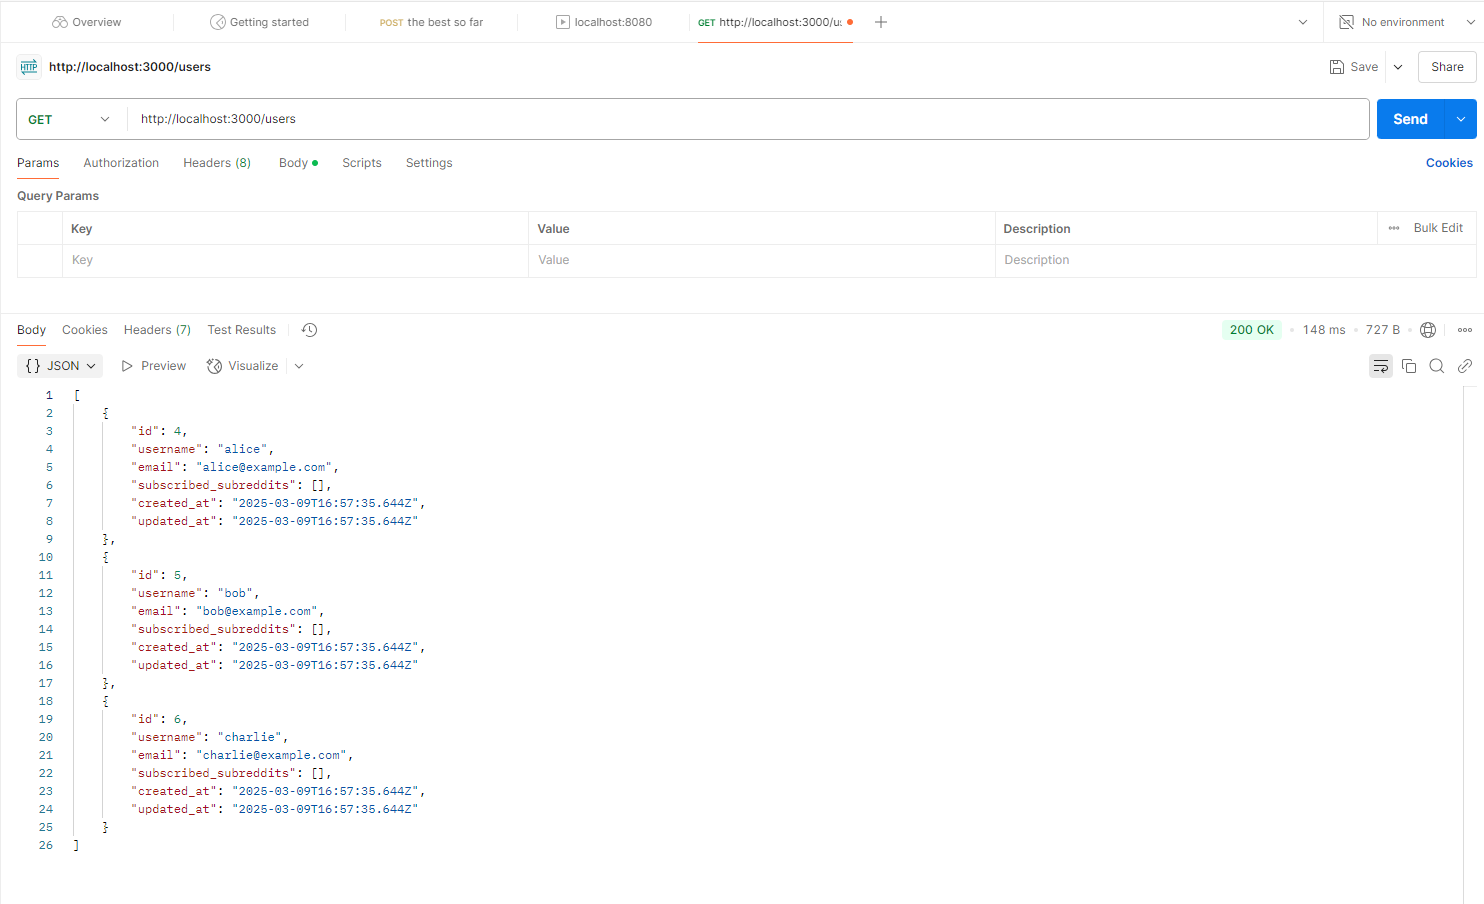 Overview Getting started POST the best so far localhost:8080 GET http://localhost:3000/u: No environment
HTTP http://localhost:3000/users Save Share
GET http://localhost:3000/users Send
Params Authorization Headers (8) Body Scripts Settings Cookies
Query Params
Key Value Description Bulk Edit
Key Value Description
Body Cookies Headers (7) Test Results 200 OK 148 ms 727 B
{} JSON Preview Visualize
1 [
2 {
3 "id": 4,
4 "username": "alice",
5 "email": "alice@example.com",
6 "subscribed_subreddits": [],
7 "created_at": "2025-03-09T16:57:35.644Z",
8 "updated_at": "2025-03-09T16:57:35.644Z"
9 },
10 {
11 "id": 5,
12 "username": "bob",
13 "email": "bob@example.com",
14 "subscribed_subreddits": [],
15 "created_at": "2025-03-09T16:57:35.644Z",
16 "updated_at": "2025-03-09T16:57:35.644Z"
17 },
18 {
19 "id": 6,
20 "username": "charlie",
21 "email": "charlie@example.com",
22 "subscribed_subreddits": [],
23 "created_at": "2025-03-09T16:57:35.644Z",
24 "updated_at": "2025-03-09T16:57:35.644Z"
25 }
26 ]